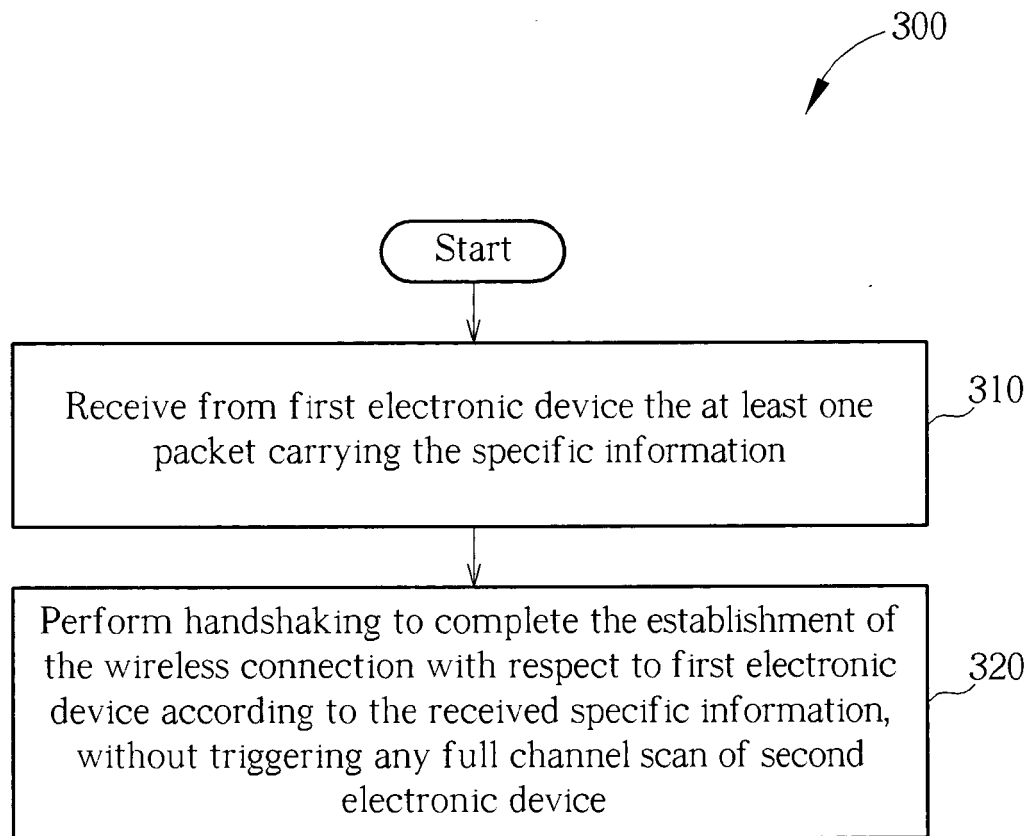 300
Start
Receive from first electronic device the at least one
packet carrying the specific information
310
Perform handshaking to complete the establishment of
the wireless connection with respect to first electronic
device according to the received specific information,
without triggering any full channel scan of second
electronic device
320